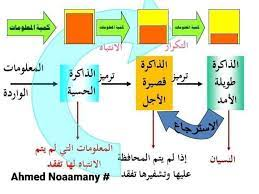 كمية المعلومات
كمية المعلومات
كمية المعلومات
الانتباه
التكرار
المعلومات
الواردة
الذاكرة
الحسية
ترميز
الذاكرة
قصيرة
الأجل
ترميز
الذاكرة
طويلة
الأمد
الاسترجاع
المعلومات التي لم يتم
الانتباه لها تفقد
إذا لم يتم المحافظة
عليها وتشفيرها تفقد
النسيان
Ahmed Noaamany #